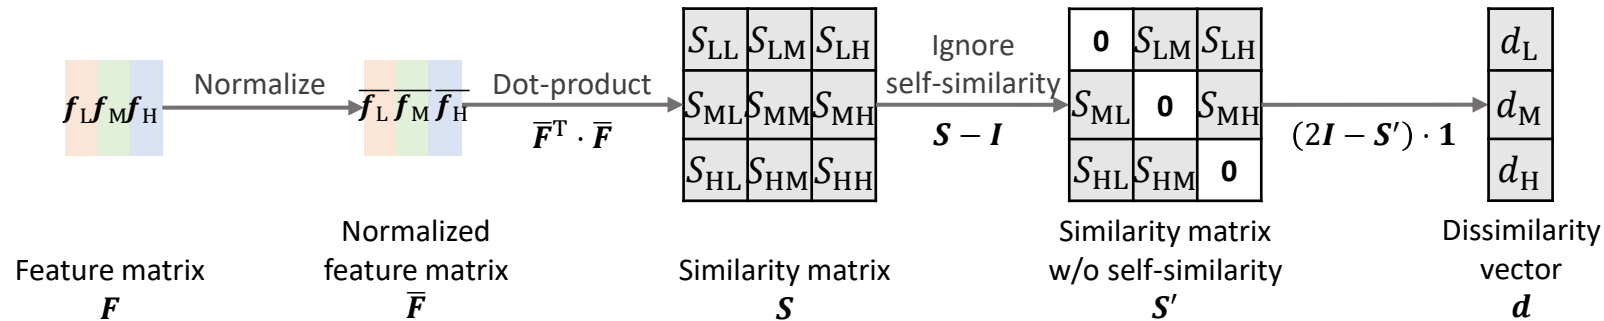 f_L f_M f_H
Normalize
f̅_L f̅_M f̅_H
Dot-product
F̅^T · F̅
S_LL S_LM S_LH
S_ML S_MM S_MH
S_HL S_HM S_HH
Ignore
self-similarity
S − I
0 S_LM S_LH
S_ML 0 S_MH
S_HL S_HM 0
(2I − S′) · 1
d_L
d_M
d_H
Feature matrix
F
Normalized
feature matrix
F̅
Similarity matrix
S
Similarity matrix
w/o self-similarity
S′
Dissimilarity
vector
d